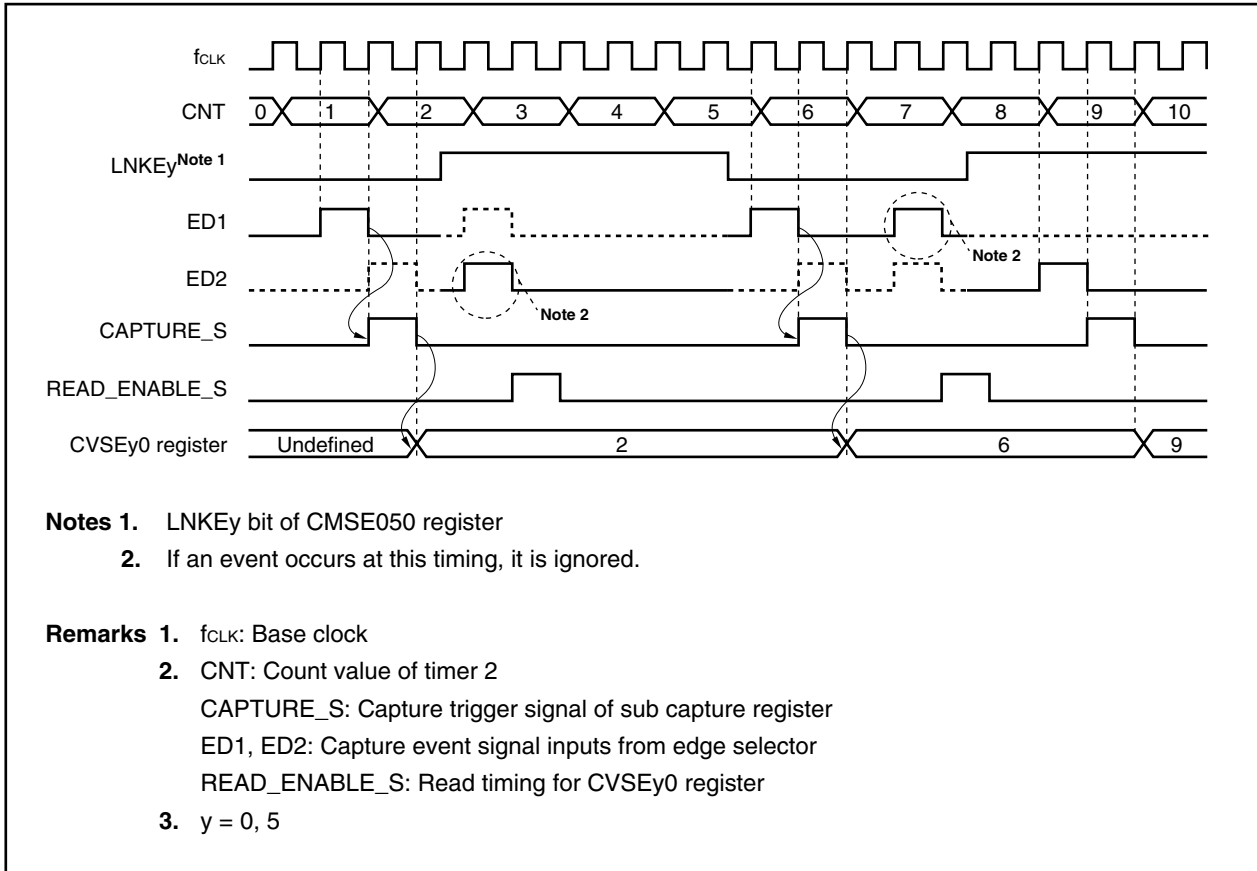 fCLK
CNT 0 1 2 3 4 5 6 7 8 9 10
LNKEyNote 1
ED1
Note 2
ED2
Note 2
CAPTURE_S
READ_ENABLE_S
CVSEy0 register Undefined 2 6 9
Notes 1. LNKEy bit of CMSE050 register
2. If an event occurs at this timing, it is ignored.
Remarks 1. fCLK: Base clock
2. CNT: Count value of timer 2
CAPTURE_S: Capture trigger signal of sub capture register
ED1, ED2: Capture event signal inputs from edge selector
READ_ENABLE_S: Read timing for CVSEy0 register
3. y = 0, 5